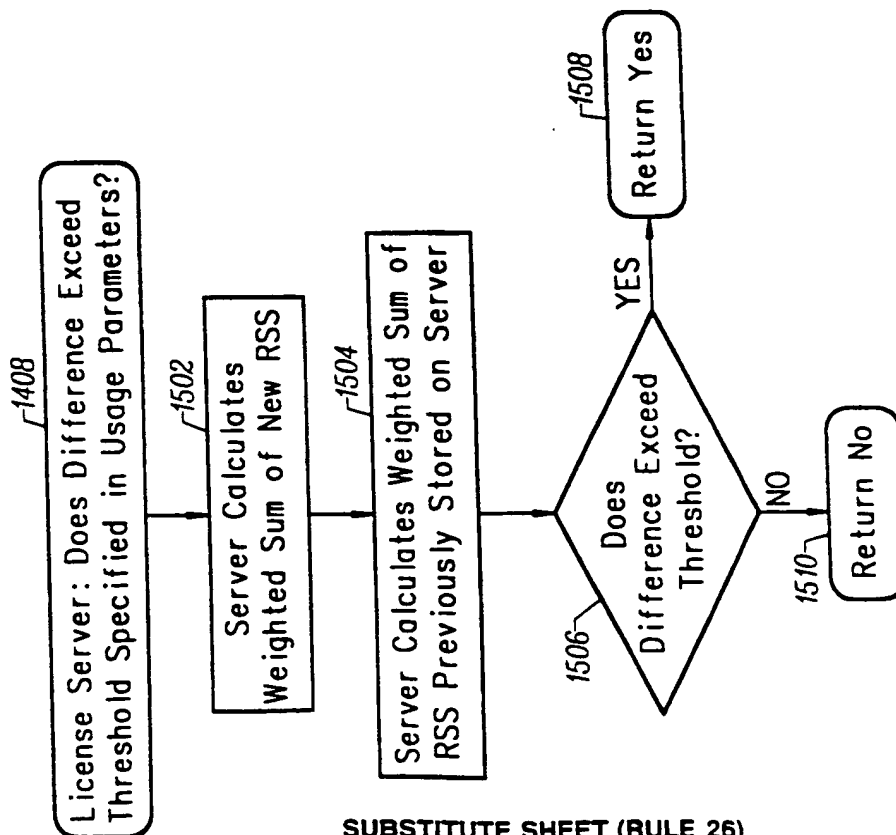 1408
License Server: Does Difference Exceed
Threshold Specified in Usage Parameters?
1502
Server Calculates
Weighted Sum of New RSS
1504
Server Calculates Weighted Sum of
RSS Previously Stored on Server
1506
Does
Difference Exceed
Threshold?
YES
1508
Return Yes
NO
1510
Return No
SUBSTITUTE SHEET (RULE 26)